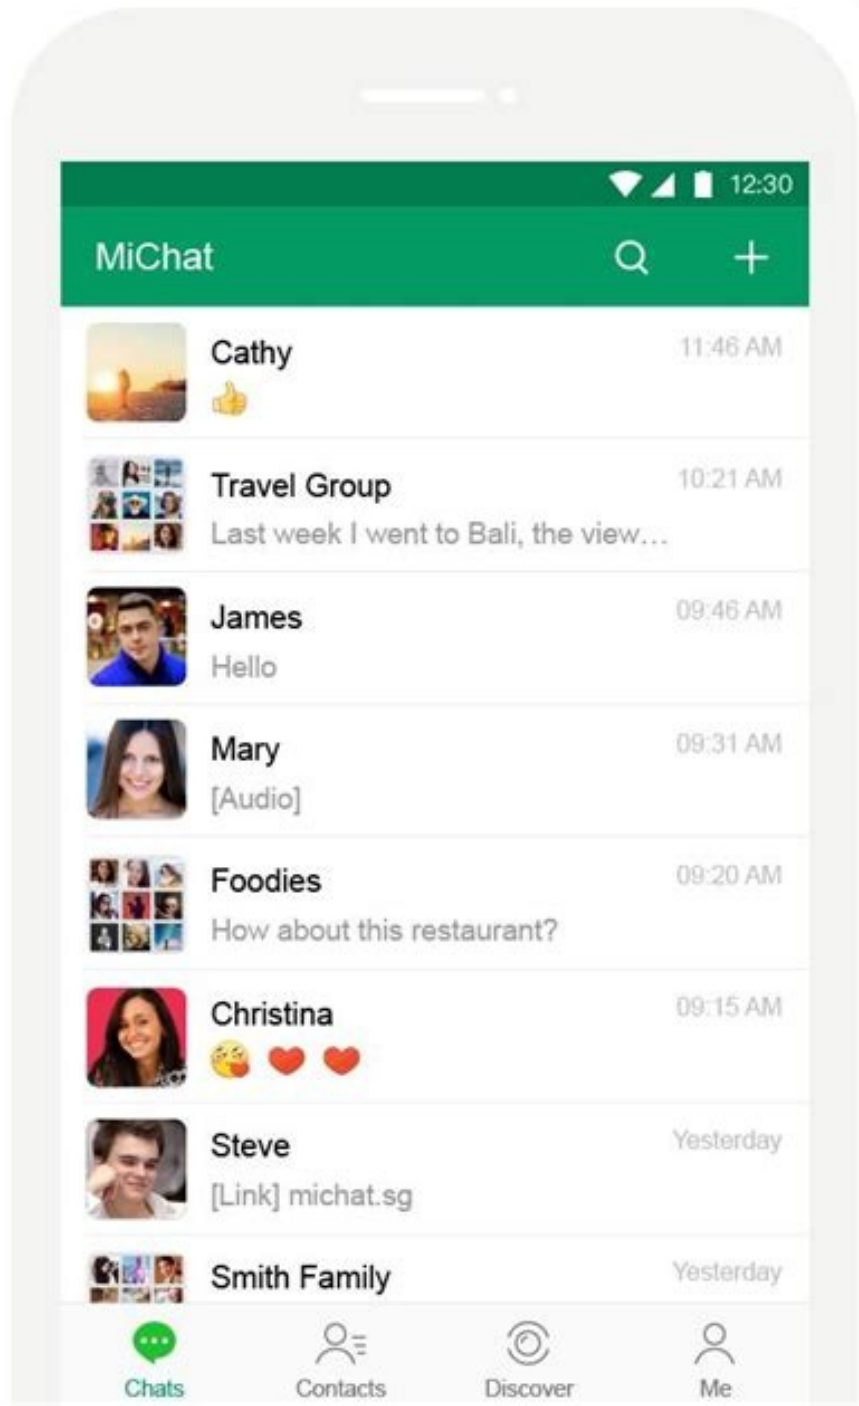 12:30
MiChat
Cathy
11:46 AM
👍
Travel Group
10:21 AM
Last week I went to Bali, the view…
James
09:46 AM
Hello
Mary
09:31 AM
[Audio]
Foodies
09:20 AM
How about this restaurant?
Christina
09:15 AM
😘 ❤️ ❤️
Steve
Yesterday
[Link] michat.sg
Smith Family
Yesterday
Chats Contacts Discover Me